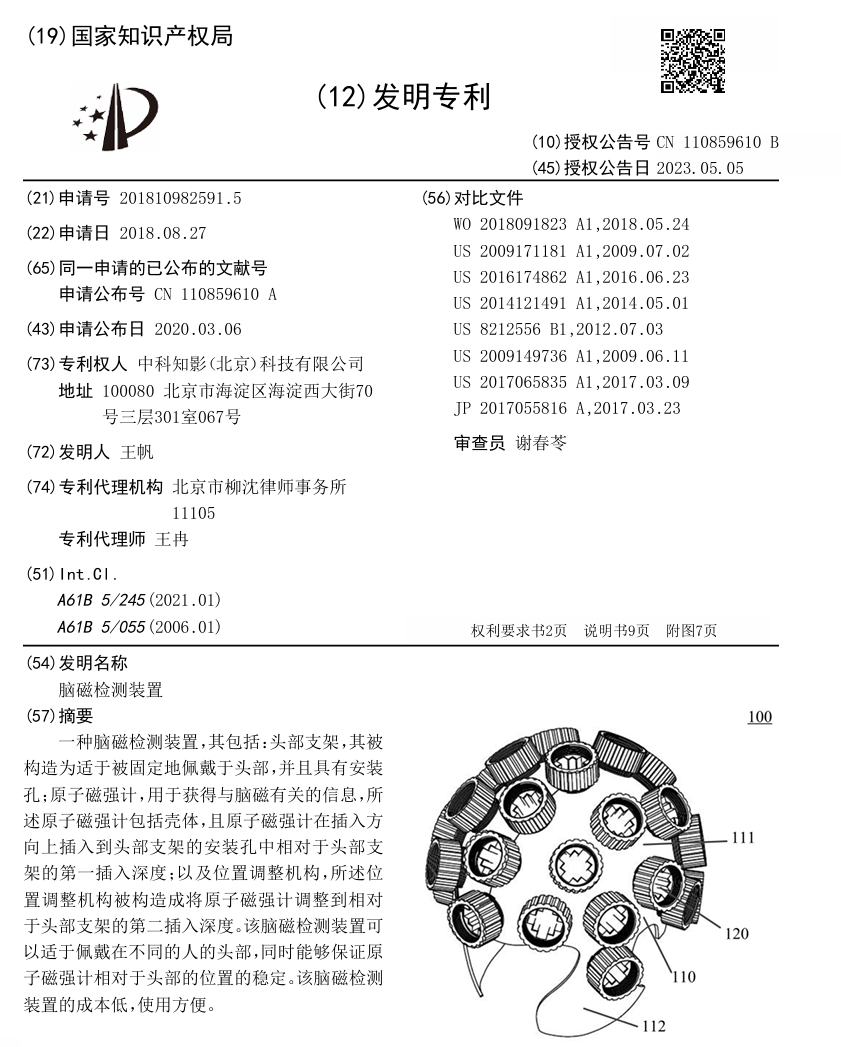 (19)国家知识产权局
(12)发明专利
(10)授权公告号 CN 110859610 B
(45)授权公告日 2023.05.05
(21)申请号 201810982591.5
(22)申请日 2018.08.27
(65)同一申请的已公布的文献号
申请公布号 CN 110859610 A
(43)申请公布日 2020.03.06
(73)专利权人 中科知影(北京)科技有限公司
地址 100080 北京市海淀区海淀西大街70
号三层301室067号
(72)发明人 王帆
(74)专利代理机构 北京市柳沈律师事务所
11105
专利代理师 王冉
(51)Int.Cl.
A61B 5/245(2021.01)
A61B 5/055(2006.01)
(56)对比文件
WO 2018091823 A1,2018.05.24
US 2009171181 A1,2009.07.02
US 2016174862 A1,2016.06.23
US 2014121491 A1,2014.05.01
US 8212556 B1,2012.07.03
US 2009149736 A1,2009.06.11
US 2017065835 A1,2017.03.09
JP 2017055816 A,2017.03.23
审查员 谢春苓
权利要求书2页 说明书9页 附图7页
(54)发明名称
脑磁检测装置
(57)摘要
一种脑磁检测装置,其包括:头部支架,其被
构造为适于被固定地佩戴于头部,并且具有安装
孔;原子磁强计,用于获得与脑磁有关的信息,所
述原子磁强计包括壳体,且原子磁强计在插入方
向上插入到头部支架的安装孔中相对于头部支
架的第一插入深度;以及位置调整机构,所述位
置调整机构被构造成将原子磁强计调整到相对
于头部支架的第二插入深度。该脑磁检测装置可
以适于佩戴在不同的人的头部,同时能够保证原
子磁强计相对于头部的位置的稳定。该脑磁检测
装置的成本低,使用方便。
100
111
120
110
112